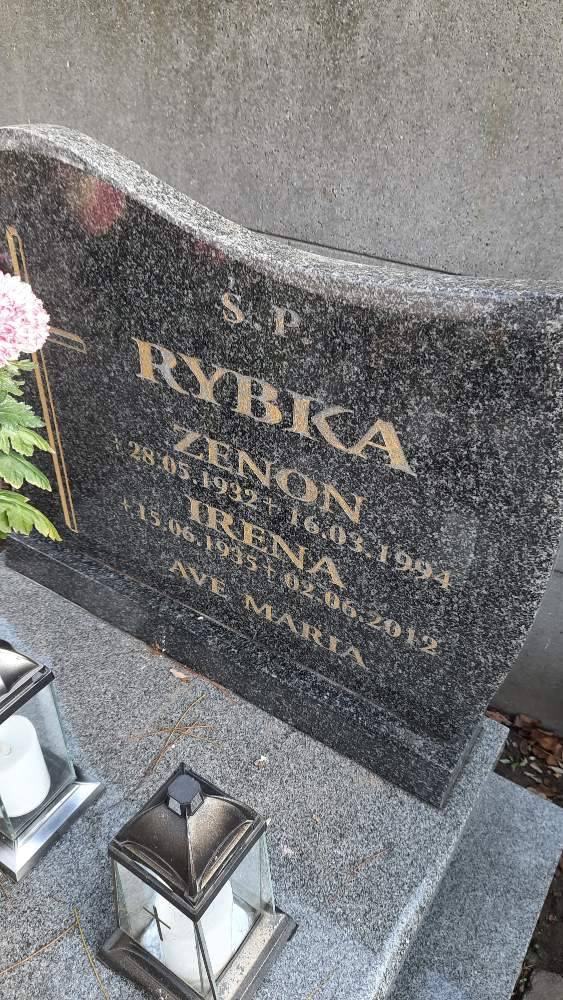 Ś. P.
RYBKA
ZENON
* 28.05.1932 + 16.03.1994
IRENA
* 15.06.1935 + 02.06.2012
AVE MARIA